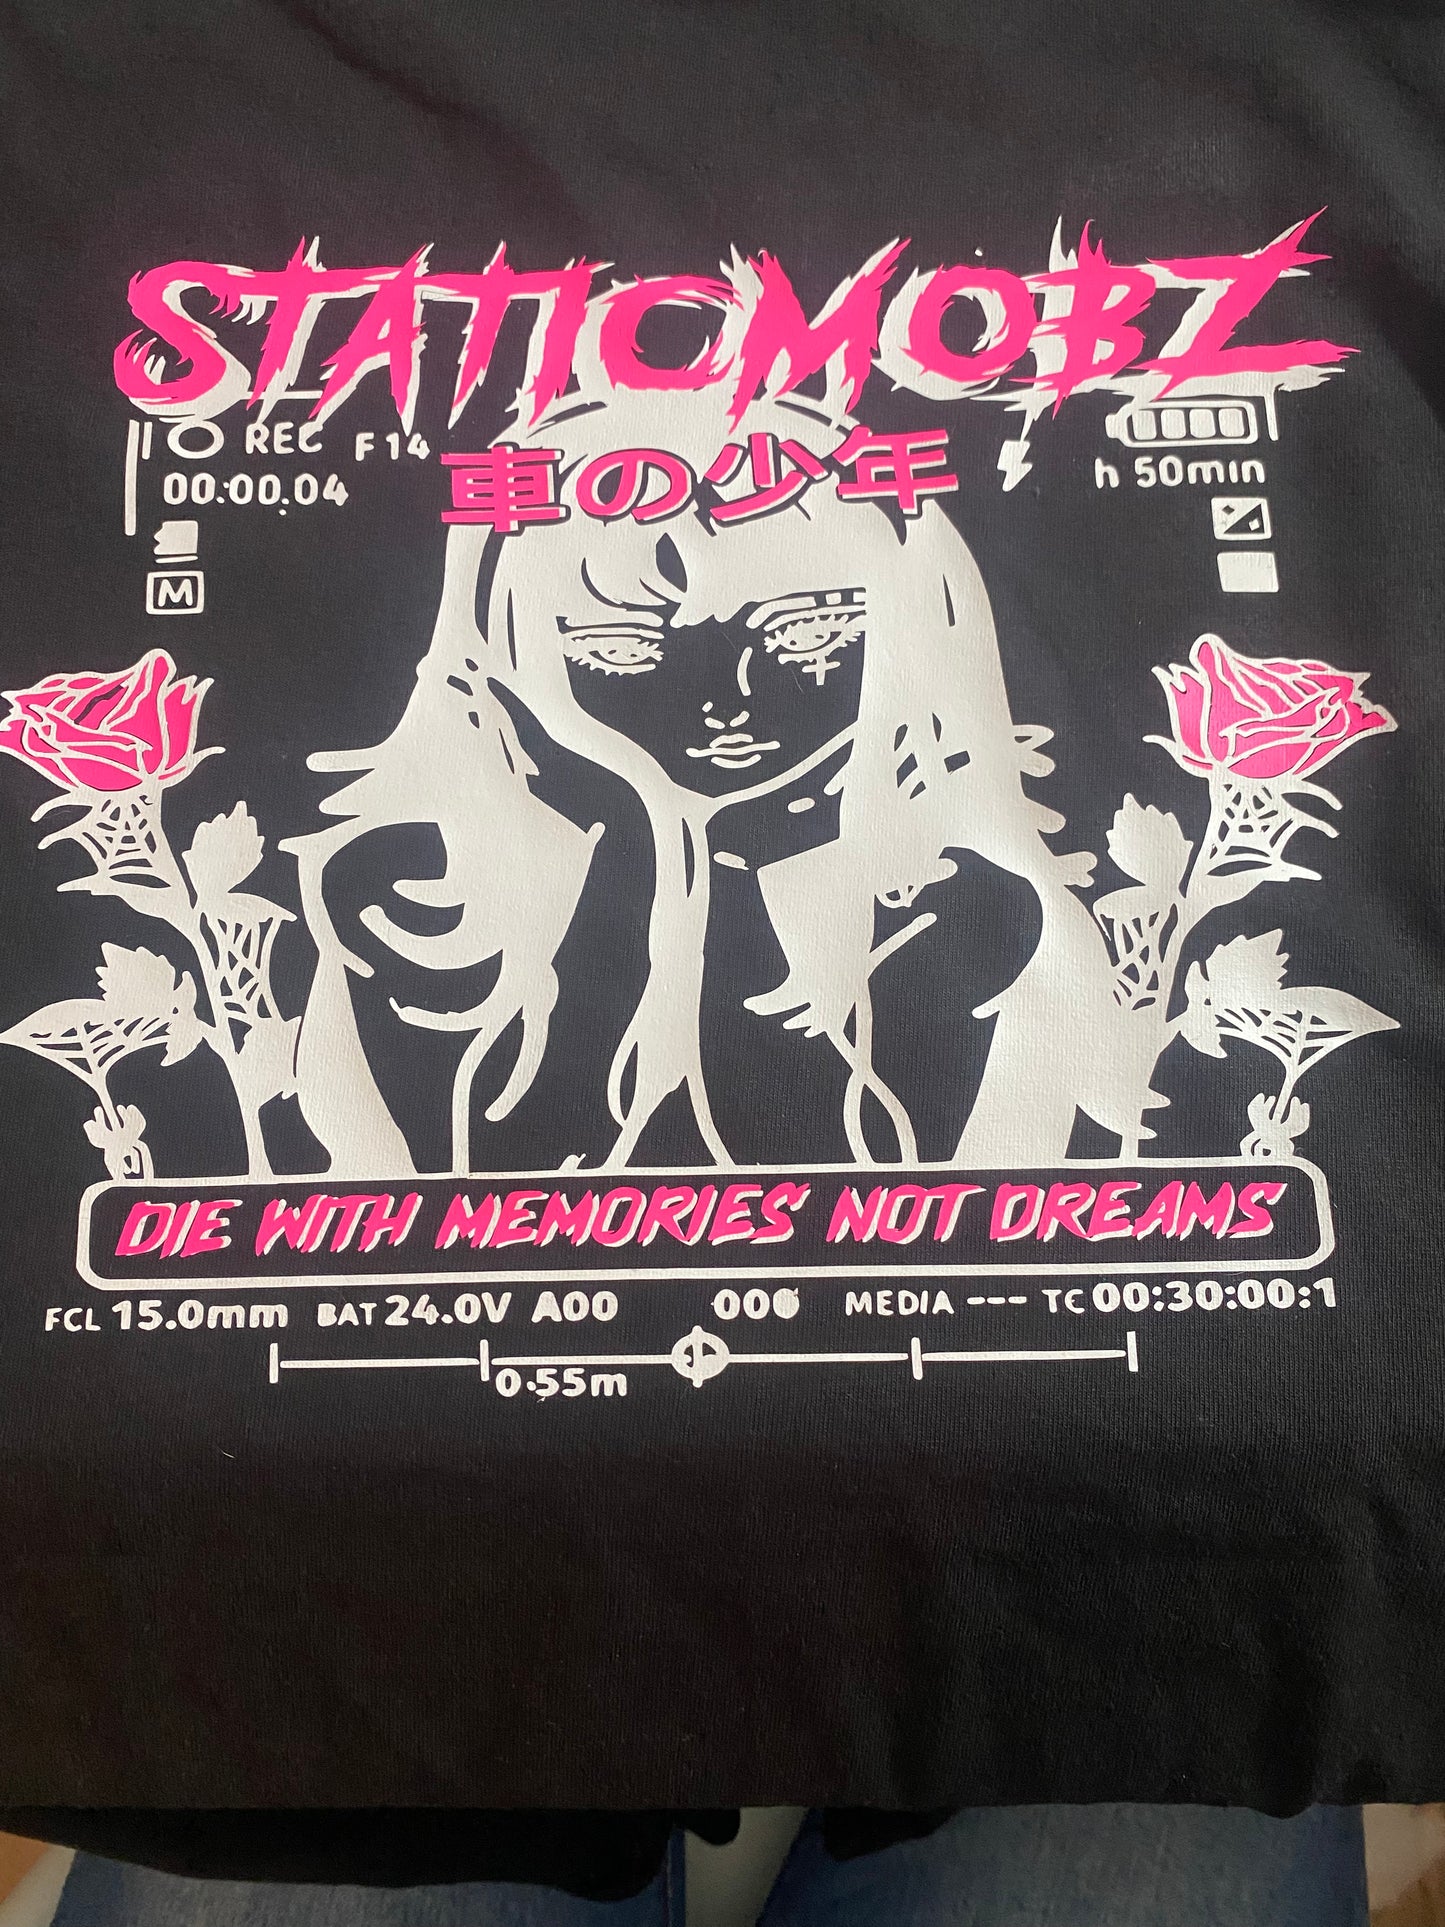 STATICMOBZ
REC F14
車の少年
00:00.04
h 50min
M
DIE WITH MEMORIES NOT DREAMS
FCL 15.0mm BAT 24.0V A00 000 MEDIA --- TC 00:30:00:1
0.55m